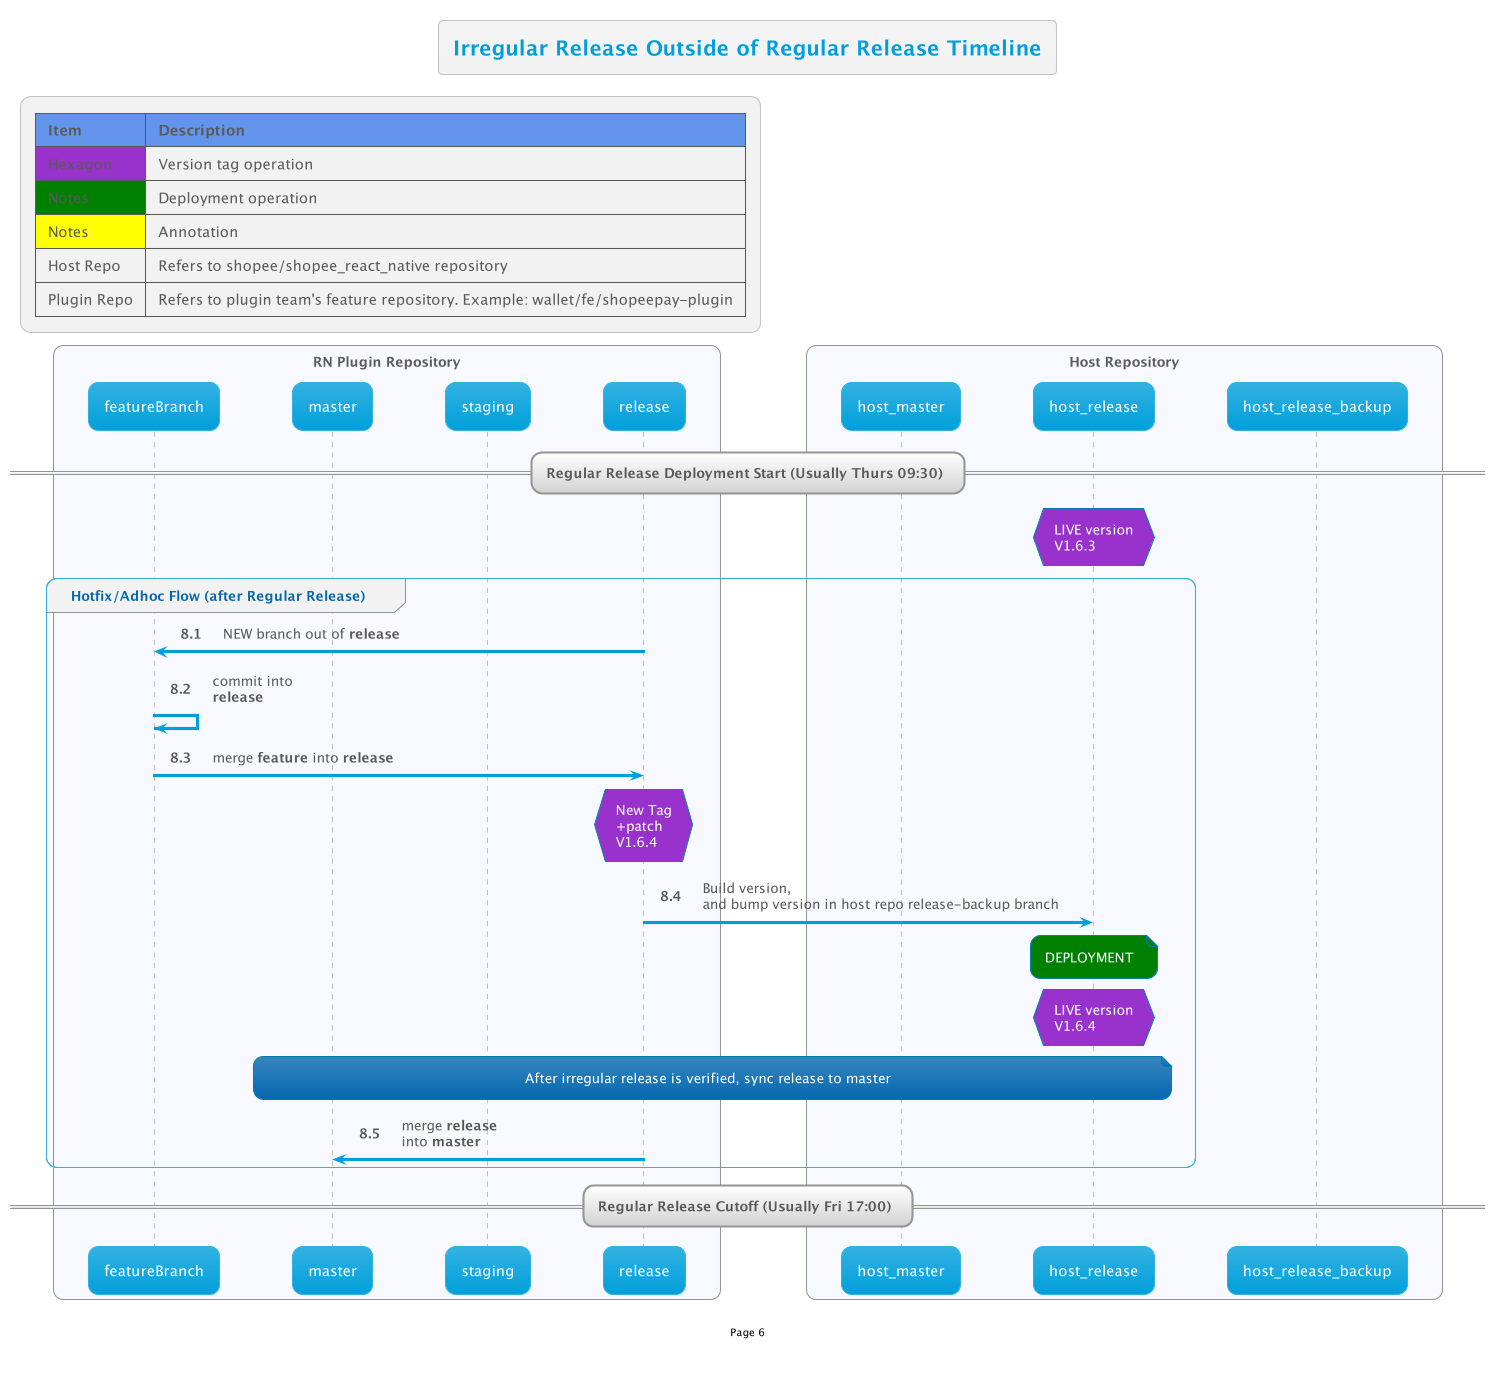 Irregular Release Outside of Regular Release Timeline
Item Description
Hexagon Version tag operation
Notes Deployment operation
Notes Annotation
Host Repo Refers to shopee/shopee_react_native repository
Plugin Repo Refers to plugin team's feature repository. Example: wallet/fe/shopeepay-plugin
RN Plugin Repository Host Repository
featureBranch master staging release host_master host_release host_release_backup
Regular Release Deployment Start (Usually Thurs 09:30)
LIVE version
V1.6.3
Hotfix/Adhoc Flow (after Regular Release)
8.1 NEW branch out of release
8.2 commit into
release
8.3 merge feature into release
New Tag
+patch
V1.6.4
8.4 Build version,
and bump version in host repo release-backup branch
DEPLOYMENT
LIVE version
V1.6.4
After irregular release is verified, sync release to master
8.5 merge release
into master
Regular Release Cutoff (Usually Fri 17:00)
featureBranch master staging release host_master host_release host_release_backup
Page 6